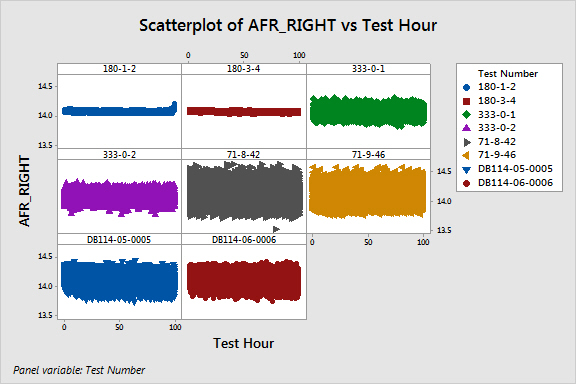 Scatterplot of AFR_RIGHT vs Test Hour
0 100
180-1-2 180-3-4 333-0-1
14.5
14.0
13.5
333-0-2 71-8-42 71-9-46
14.5
14.0
13.5
0 50 100
DB114-05-0005 DB114-06-0006
14.5
14.0
13.5
0 50 100
AFR_RIGHT
Test Hour
Test Number
180-1-2
180-3-4
333-0-1
333-0-2
71-8-42
71-9-46
DB114-05-0005
DB114-06-0006
Panel variable: Test Number